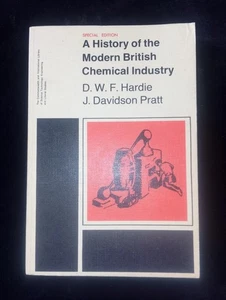 SPECIAL EDITION
A History of the
Modern British
Chemical Industry
D. W. F. Hardie
J. Davidson Pratt